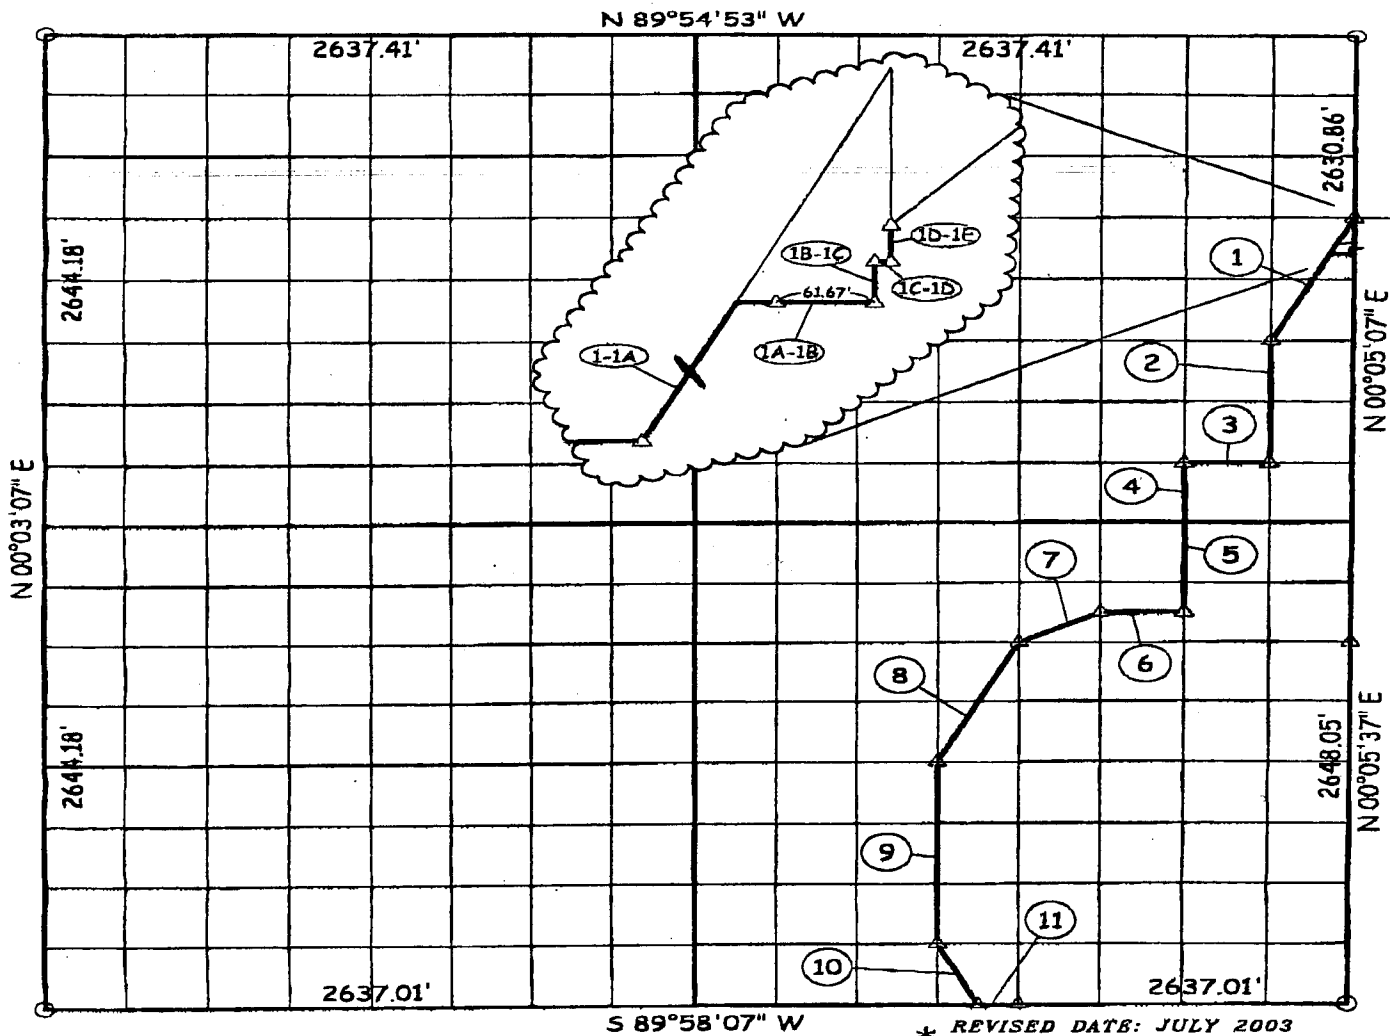 N 89°54'53" W
2637.41'
2637.41'
2630.86'
2644.18'
1B-1C
1D-1E
1C-1D
61.67'
1-1A
1A-1B
1
2
N 00°05'07" E
3
4
N 00°03'07" E
5
7
6
8
2644.18'
2648.05'
N 00°05'37" E
9
11
10
2637.01'
2637.01'
S 89°58'07" W
* REVISED DATE: JULY 2003